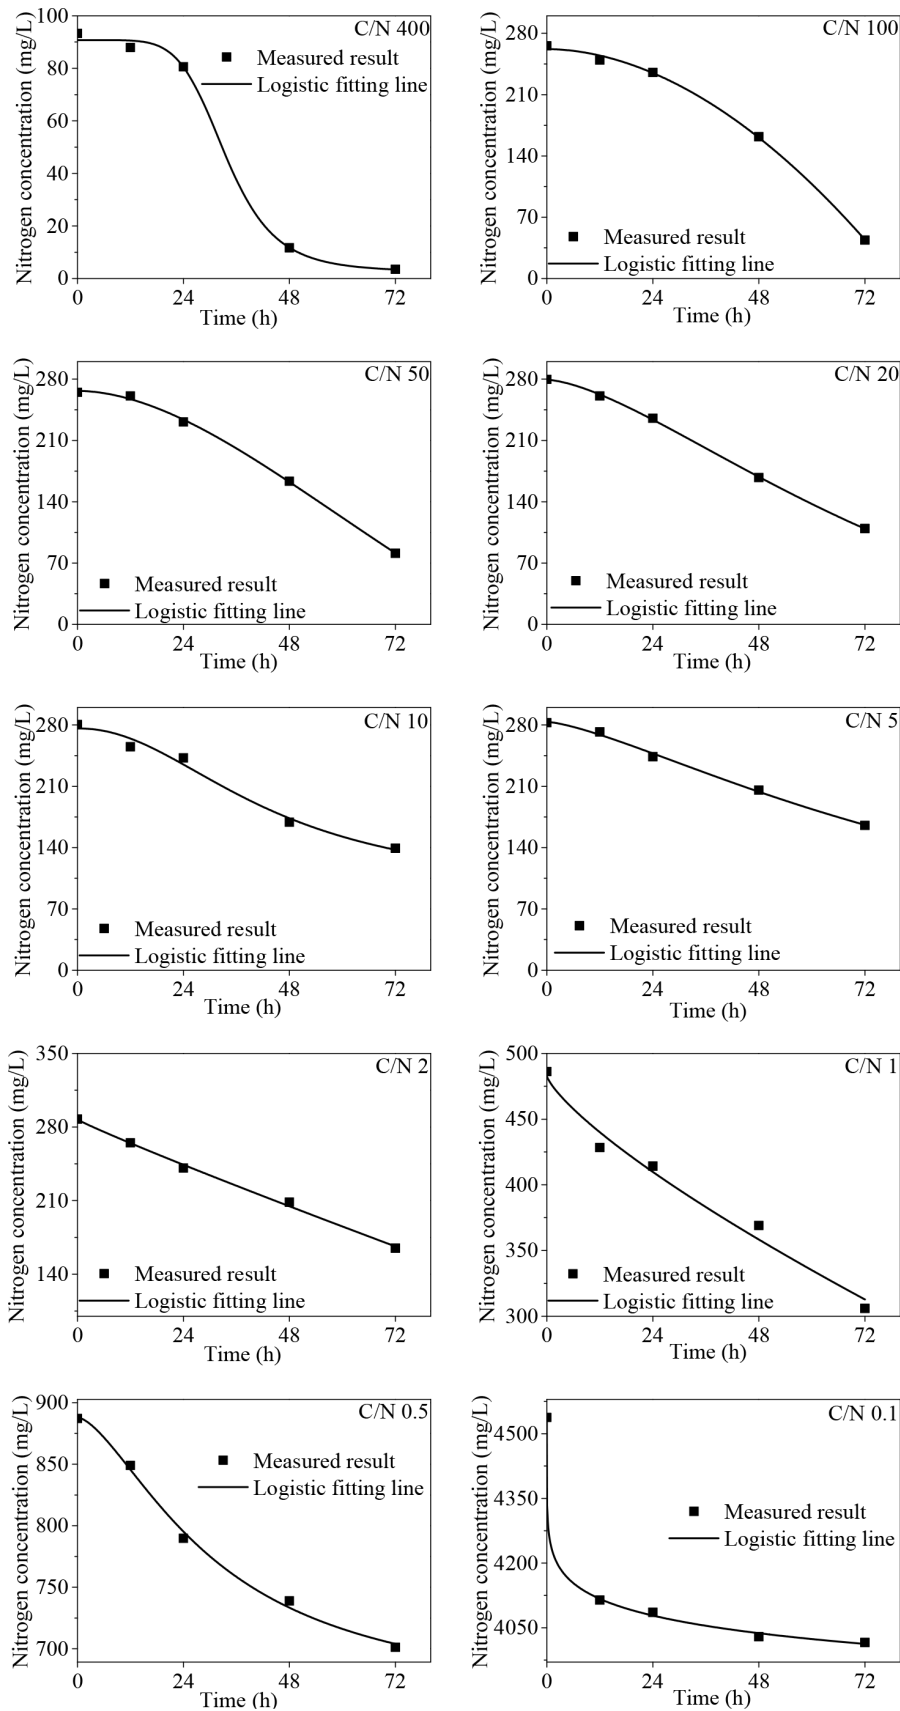 C/N 400
Nitrogen concentration (mg/L)
100
80
60
40
20
0
Measured result
Logistic fitting line
0 24 48 72
Time (h)
C/N 100
Nitrogen concentration (mg/L)
280
210
140
70
0
Measured result
Logistic fitting line
0 24 48 72
Time (h)
C/N 50
Nitrogen concentration (mg/L)
280
210
140
70
0
Measured result
Logistic fitting line
0 24 48 72
Time (h)
C/N 20
Nitrogen concentration (mg/L)
280
210
140
70
0
Measured result
Logistic fitting line
0 24 48 72
Time (h)
C/N 10
Nitrogen concentration (mg/L)
280
210
140
70
0
Measured result
Logistic fitting line
0 24 48 72
Time (h)
C/N 5
Nitrogen concentration (mg/L)
280
210
140
70
0
Measured result
Logistic fitting line
0 24 48 72
Time (h)
C/N 2
Nitrogen concentration (mg/L)
350
280
210
140
Measured result
Logistic fitting line
0 24 48 72
Time (h)
C/N 1
Nitrogen concentration (mg/L)
500
450
400
350
300
Measured result
Logistic fitting line
0 24 48 72
Time (h)
C/N 0.5
Nitrogen concentration (mg/L)
900
850
800
750
700
Measured result
Logistic fitting line
0 24 48 72
Time (h)
C/N 0.1
Nitrogen concentration (mg/L)
4500
4350
4200
4050
Measured result
Logistic fitting line
0 24 48 72
Time (h)